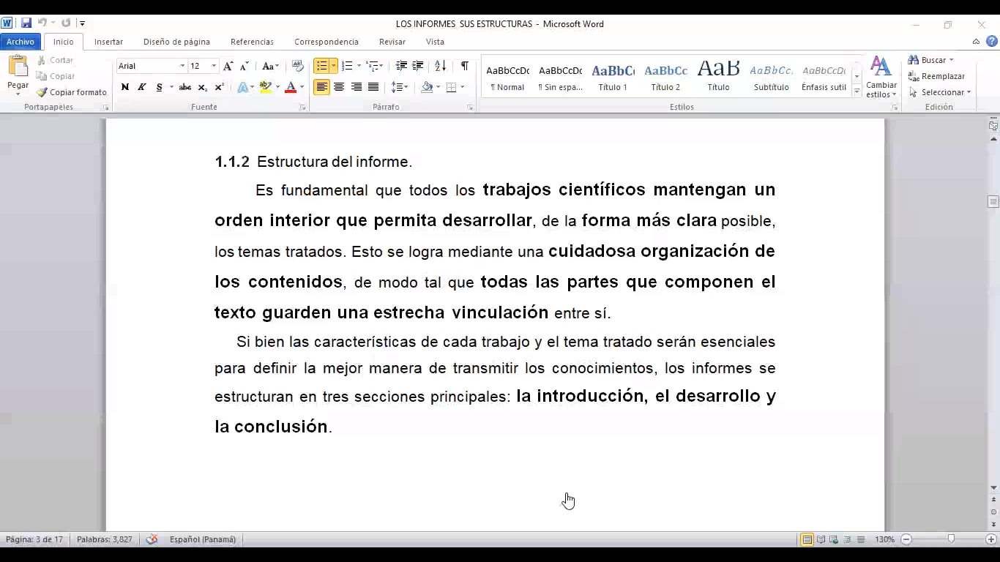 LOS INFORMES SUS ESTRUCTURAS - Microsoft Word
Archivo Inicio Insertar Diseño de página Referencias Correspondencia Revisar Vista
Pegar
Cortar
Copiar
Copiar formato
Portapapeles
Arial 12
Aa
N K S abc x₂ x²
Fuente
Párrafo
AaBbCcDc AaBbCcDc AaBbC AaBbCc AaB AaBbCc. AaBbCcDc
¶ Normal ¶ Sin espa... Título 1 Título 2 Título Subtítulo Énfasis sutil
Estilos
Cambiar
estilos
Buscar
Reemplazar
Seleccionar
Edición
1.1.2 Estructura del informe.
Es fundamental que todos los trabajos científicos mantengan un
orden interior que permita desarrollar, de la forma más clara posible,
los temas tratados. Esto se logra mediante una cuidadosa organización de
los contenidos, de modo tal que todas las partes que componen el
texto guarden una estrecha vinculación entre sí.
Si bien las características de cada trabajo y el tema tratado serán esenciales
para definir la mejor manera de transmitir los conocimientos, los informes se
estructuran en tres secciones principales: la introducción, el desarrollo y
la conclusión.
Página: 3 de 17 Palabras: 3,827 Español (Panamá) 130%